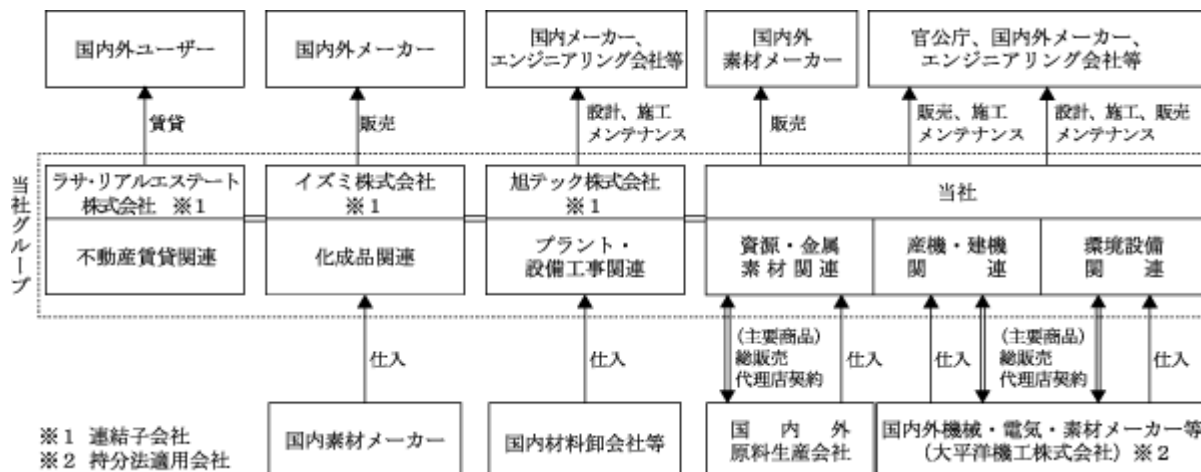 国内外ユーザー
国内外メーカー
国内メーカー、
エンジニアリング会社等
国内外
素材メーカー
官公庁、国内外メーカー、
エンジニアリング会社等
賃貸
販売
設計、施工
メンテナンス
販売
販売、施工
メンテナンス
設計、施工、販売
メンテナンス
当社グループ
ラサ・リアルエステート
株式会社 ※1
イズミ株式会社
※1
旭テック株式会社
※1
当社
不動産賃貸関連
化成品関連
プラント・
設備工事関連
資源・金属
素材関連
産機・建機
関連
環境設備
関連
仕入
仕入
(主要商品)
総販売
代理店契約
仕入
仕入
(主要商品)
総販売
代理店契約
仕入
国内素材メーカー
国内材料卸会社等
国内外
原料生産会社
国内外機械・電気・素材メーカー等
(大平洋機工株式会社)※2
※1 連結子会社
※2 持分法適用会社